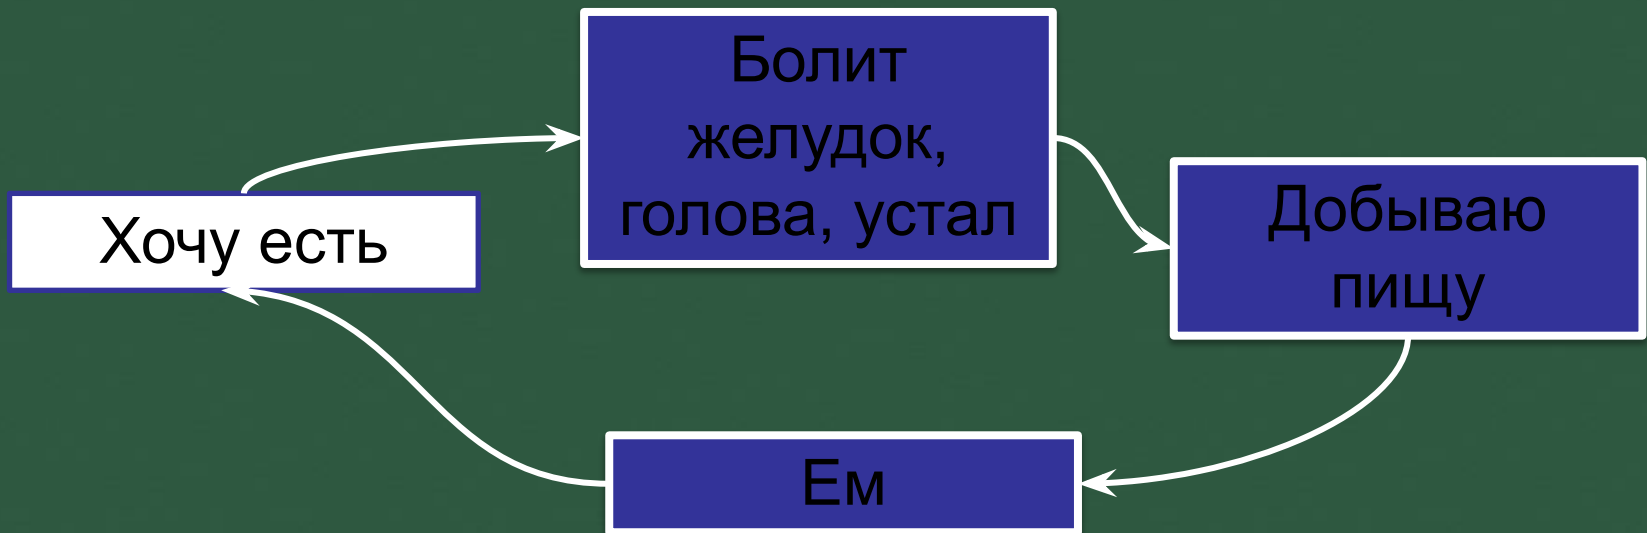 Болит
желудок,
голова, устал
Хочу есть
Добываю
пищу
Ем